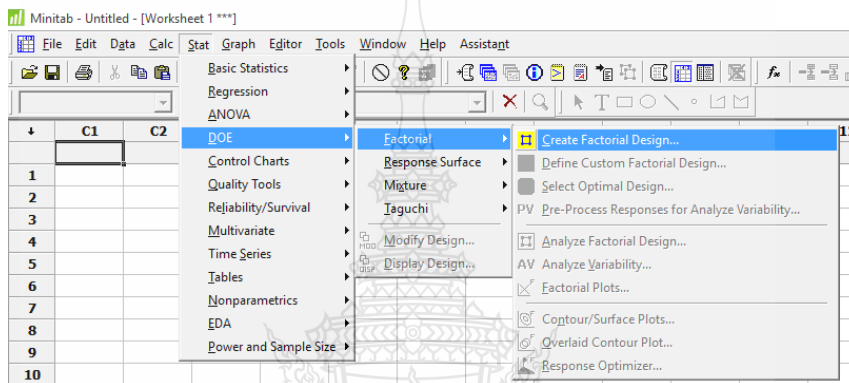 Minitab - Untitled - [Worksheet 1 ***]
File Edit Data Calc Stat Graph Editor Tools Window Help Assistant
Basic Statistics
Regression
ANOVA
DOE
Control Charts
Quality Tools
Reliability/Survival
Multivariate
Time Series
Tables
Nonparametrics
EDA
Power and Sample Size
Factorial
Response Surface
Mixture
Taguchi
Modify Design...
Display Design...
Create Factorial Design...
Define Custom Factorial Design...
Select Optimal Design...
PV Pre-Process Responses for Analyze Variability...
Analyze Factorial Design...
AV Analyze Variability...
Factorial Plots...
Contour/Surface Plots...
Overlaid Contour Plot...
Response Optimizer...
C1 C2
1
2
3
4
5
6
7
8
9
10